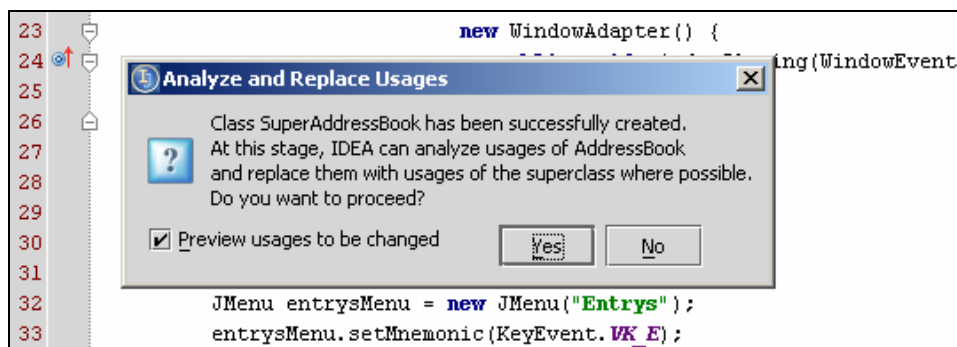 23 new WindowAdapter() {
24 ing(WindowEvent
Analyze and Replace Usages
25
26 Class SuperAddressBook has been successfully created.
27 At this stage, IDEA can analyze usages of AddressBook
28 and replace them with usages of the superclass where possible.
29 Do you want to proceed?
30 Preview usages to be changed Yes No
31
32 JMenu entrysMenu = new JMenu("Entrys");
33 entrysMenu.setMnemonic(KeyEvent.VK_E);